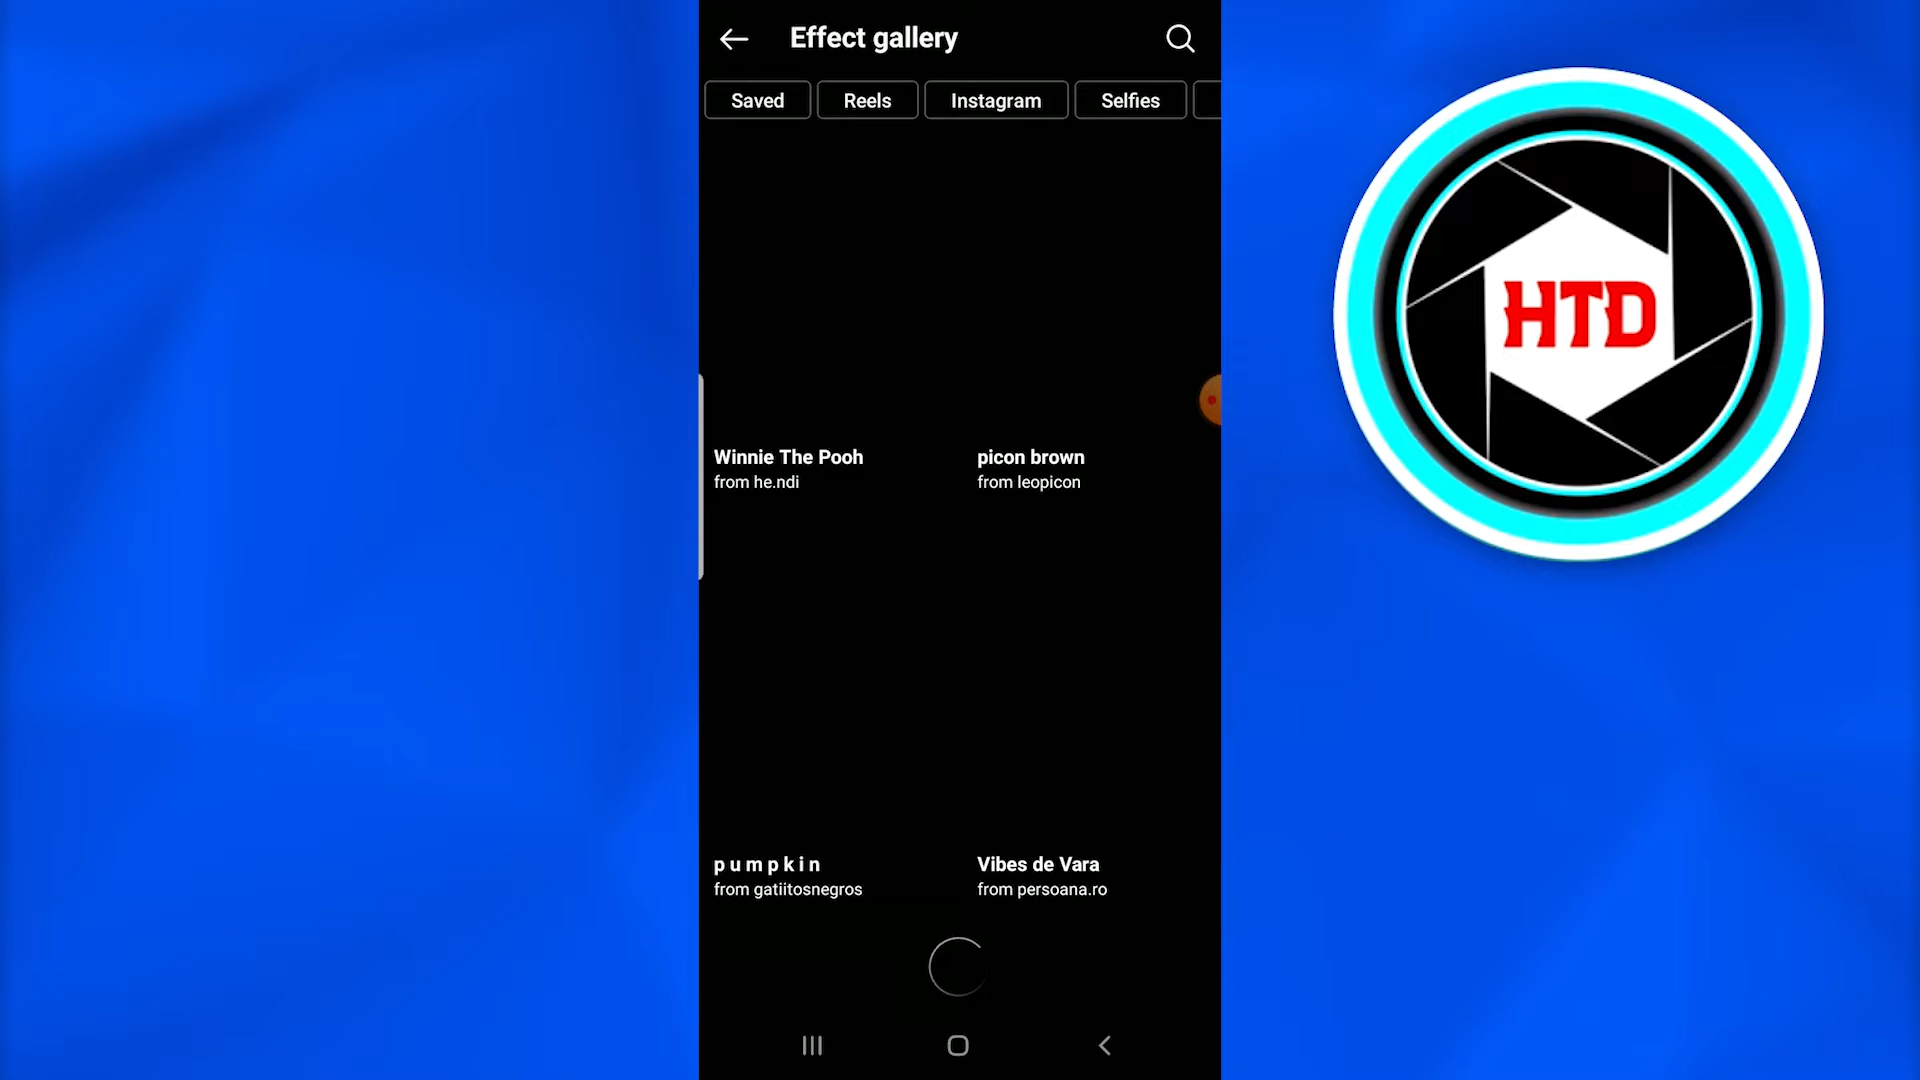 Effect gallery
Saved
Reels
Instagram
Selfies
HTD
Winnie The Pooh
from he.ndi
picon brown
from leopicon
p u m p k i n
from gatiitosnegros
Vibes de Vara
from persoana.ro